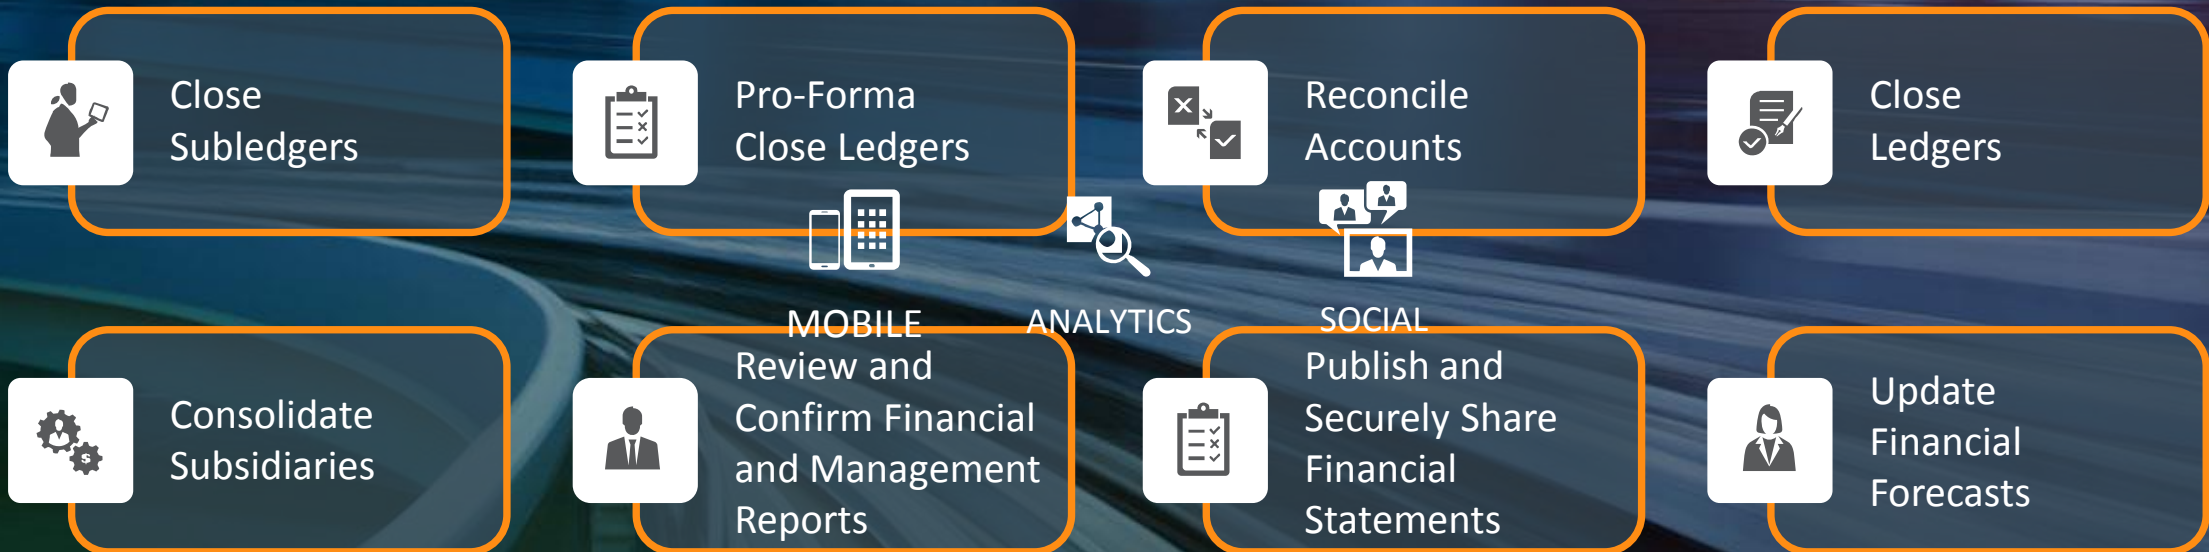 Close
Subledgers
Pro-Forma
Close Ledgers
Reconcile
Accounts
Close
Ledgers
MOBILE
ANALYTICS
SOCIAL
Consolidate
Subsidiaries
Review and
Confirm Financial
and Management
Reports
Publish and
Securely Share
Financial
Statements
Update
Financial
Forecasts